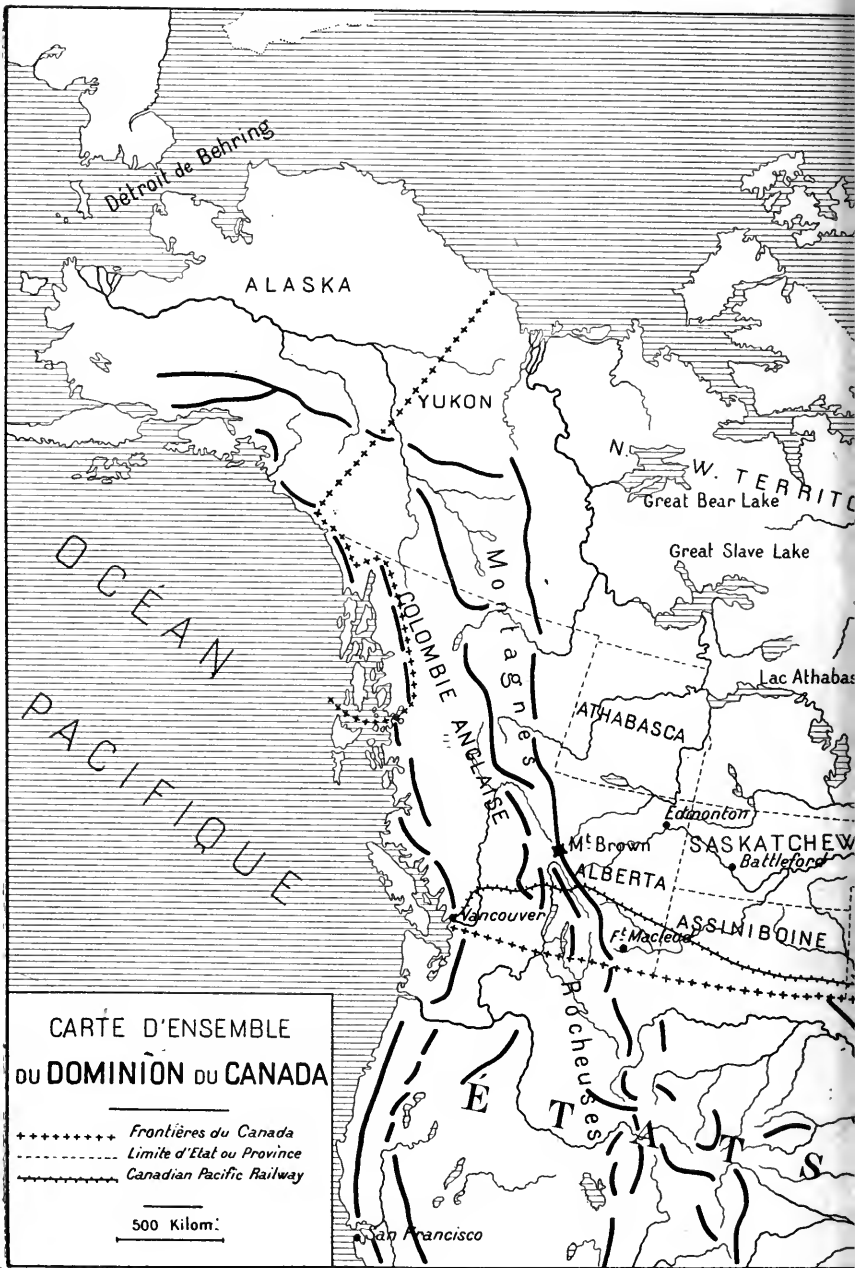 Détroit de Behring
ALASKA
YUKON
N. W. TERRITO
Great Bear Lake
Great Slave Lake
Lac Athabas
OCÉAN
PACIFIQUE
Montagnes
Rocheuses
COLOMBIE ANGLAISE
ATHABASCA
Edmonton
Mt. Brown
SASKATCHEW
Battleford
ALBERTA
Vancouver
ASSINIBOINE
Ft. Macleod
ÉTATS
San Francisco
CARTE D'ENSEMBLE
DU DOMINION DU CANADA
Frontières du Canada
Limite d'Etat ou Province
Canadian Pacific Railway
500 Kilom.